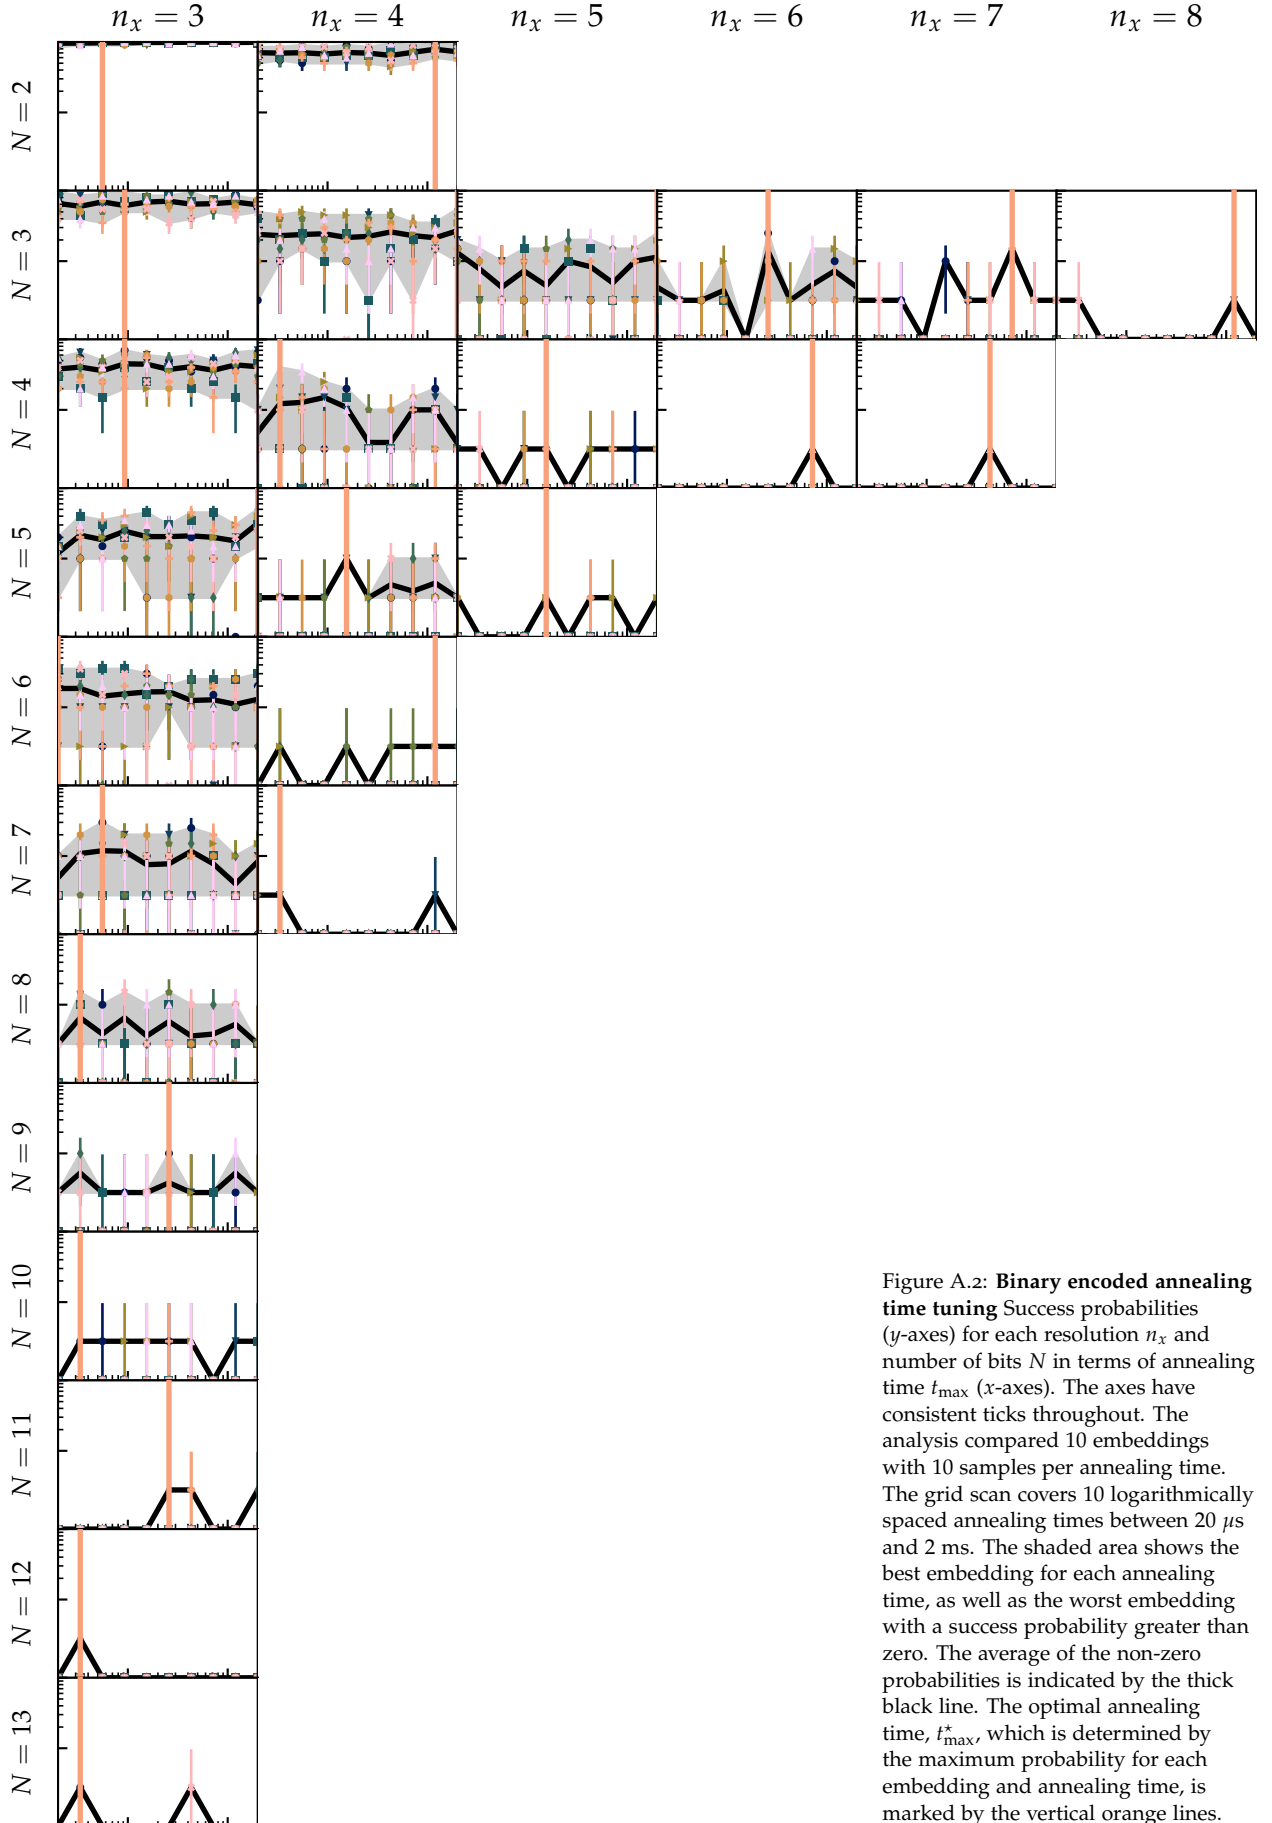 n_x = 3 n_x = 4 n_x = 5 n_x = 6 n_x = 7 n_x = 8
N = 2
N = 3
N = 4
N = 5
N = 6
N = 7
N = 8
N = 9
N = 10
N = 11
N = 12
N = 13
Figure A.2: Binary encoded annealing
time tuning Success probabilities
(y-axes) for each resolution n_x and
number of bits N in terms of annealing
time t_max (x-axes). The axes have
consistent ticks throughout. The
analysis compared 10 embeddings
with 10 samples per annealing time.
The grid scan covers 10 logarithmically
spaced annealing times between 20 μs
and 2 ms. The shaded area shows the
best embedding for each annealing
time, as well as the worst embedding
with a success probability greater than
zero. The average of the non-zero
probabilities is indicated by the thick
black line. The optimal annealing
time, t*_max, which is determined by
the maximum probability for each
embedding and annealing time, is
marked by the vertical orange lines.